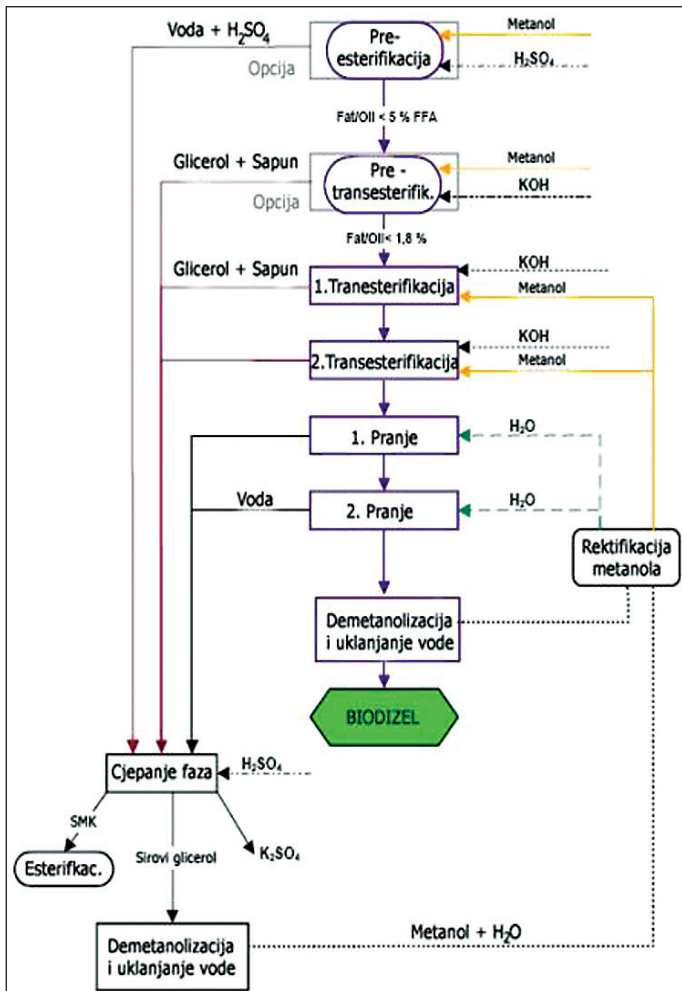 Voda + H₂SO₄
Opcija
Pre-
esterifikacija
Metanol
H₂SO₄
Fat/Oil < 5 % FFA
Glicerol + Sapun
Opcija
Pre -
transesterifik.
Metanol
KOH
Fat/Oil< 1,8 %
Glicerol + Sapun
1.Tranesterifikacija
KOH
Metanol
2.Transesterifikacija
KOH
Metanol
1. Pranje
H₂O
Voda
2. Pranje
H₂O
Rektifikacija
metanola
Demetanolizacija
i uklanjanje vode
BIODIZEL
Cjepanje faza
H₂SO₄
SMK
Esterifkac.
Sirovi glicerol
K₂SO₄
Demetanolizacija
i uklanjanje vode
Metanol + H₂O